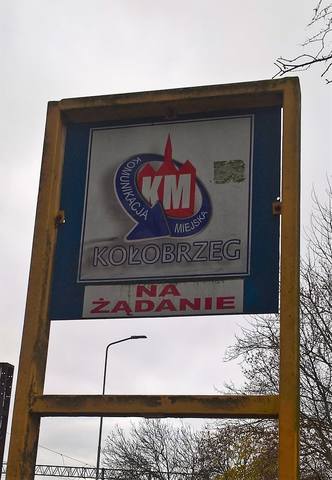 KOMUNIKACJA
KM
MIEJSKA
KOŁOBRZEG
NA
ŻĄDANIE